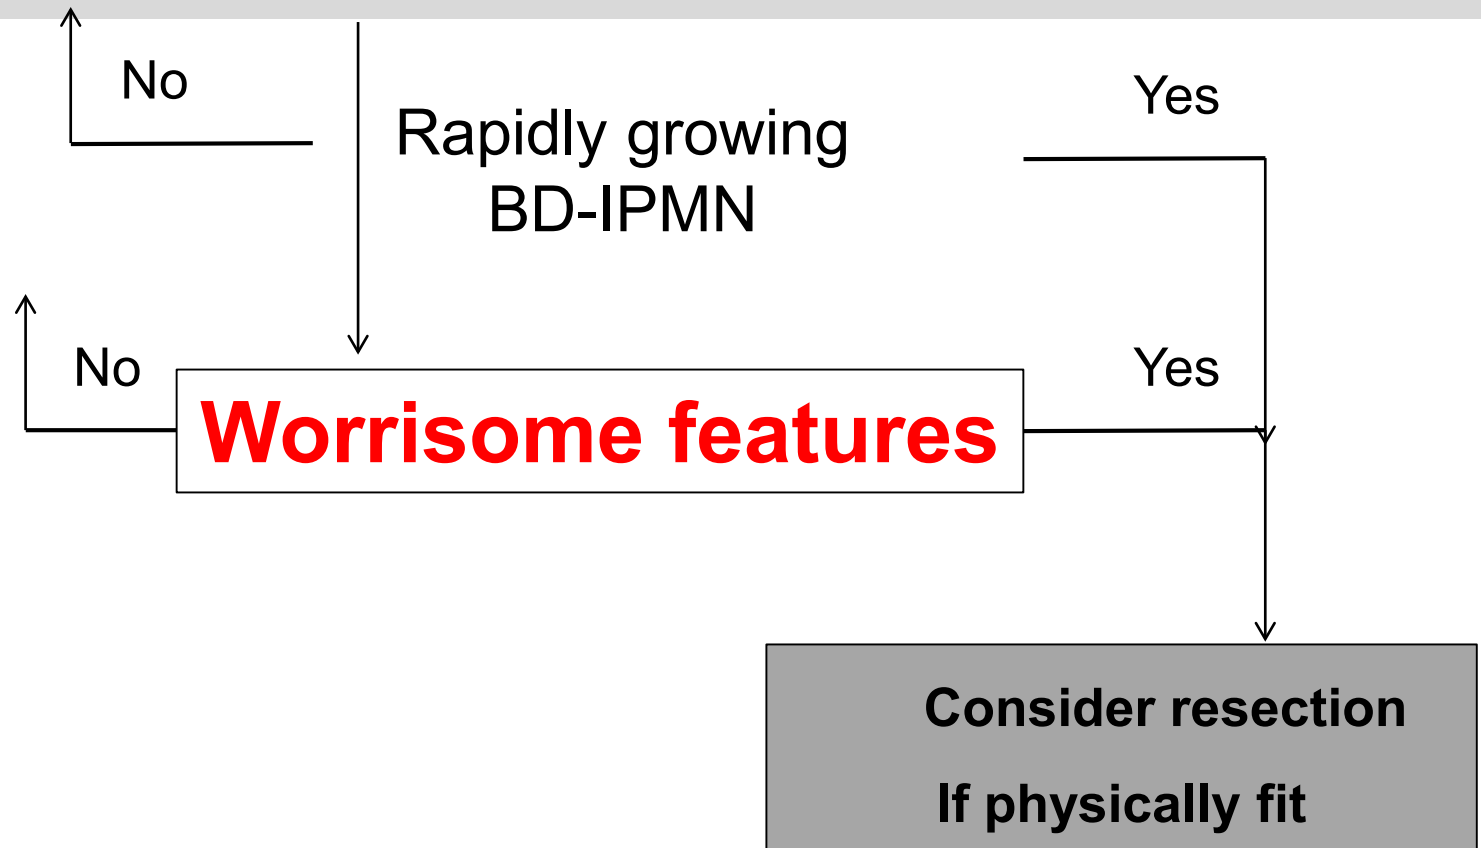 No
Yes
Rapidly growing
BD-IPMN
No
Yes
Worrisome features
Consider resection
If physically fit